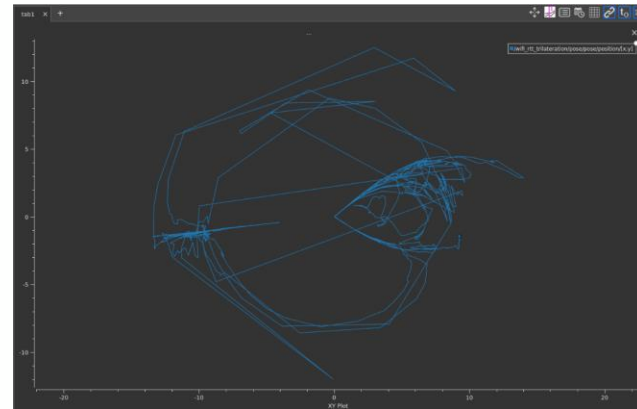 tab1 × +
...
/wifi_rtt_trilateration/pose/pose/position/[x;y]
10
5
0
-5
-10
-20 -10 0 10 20
XY Plot